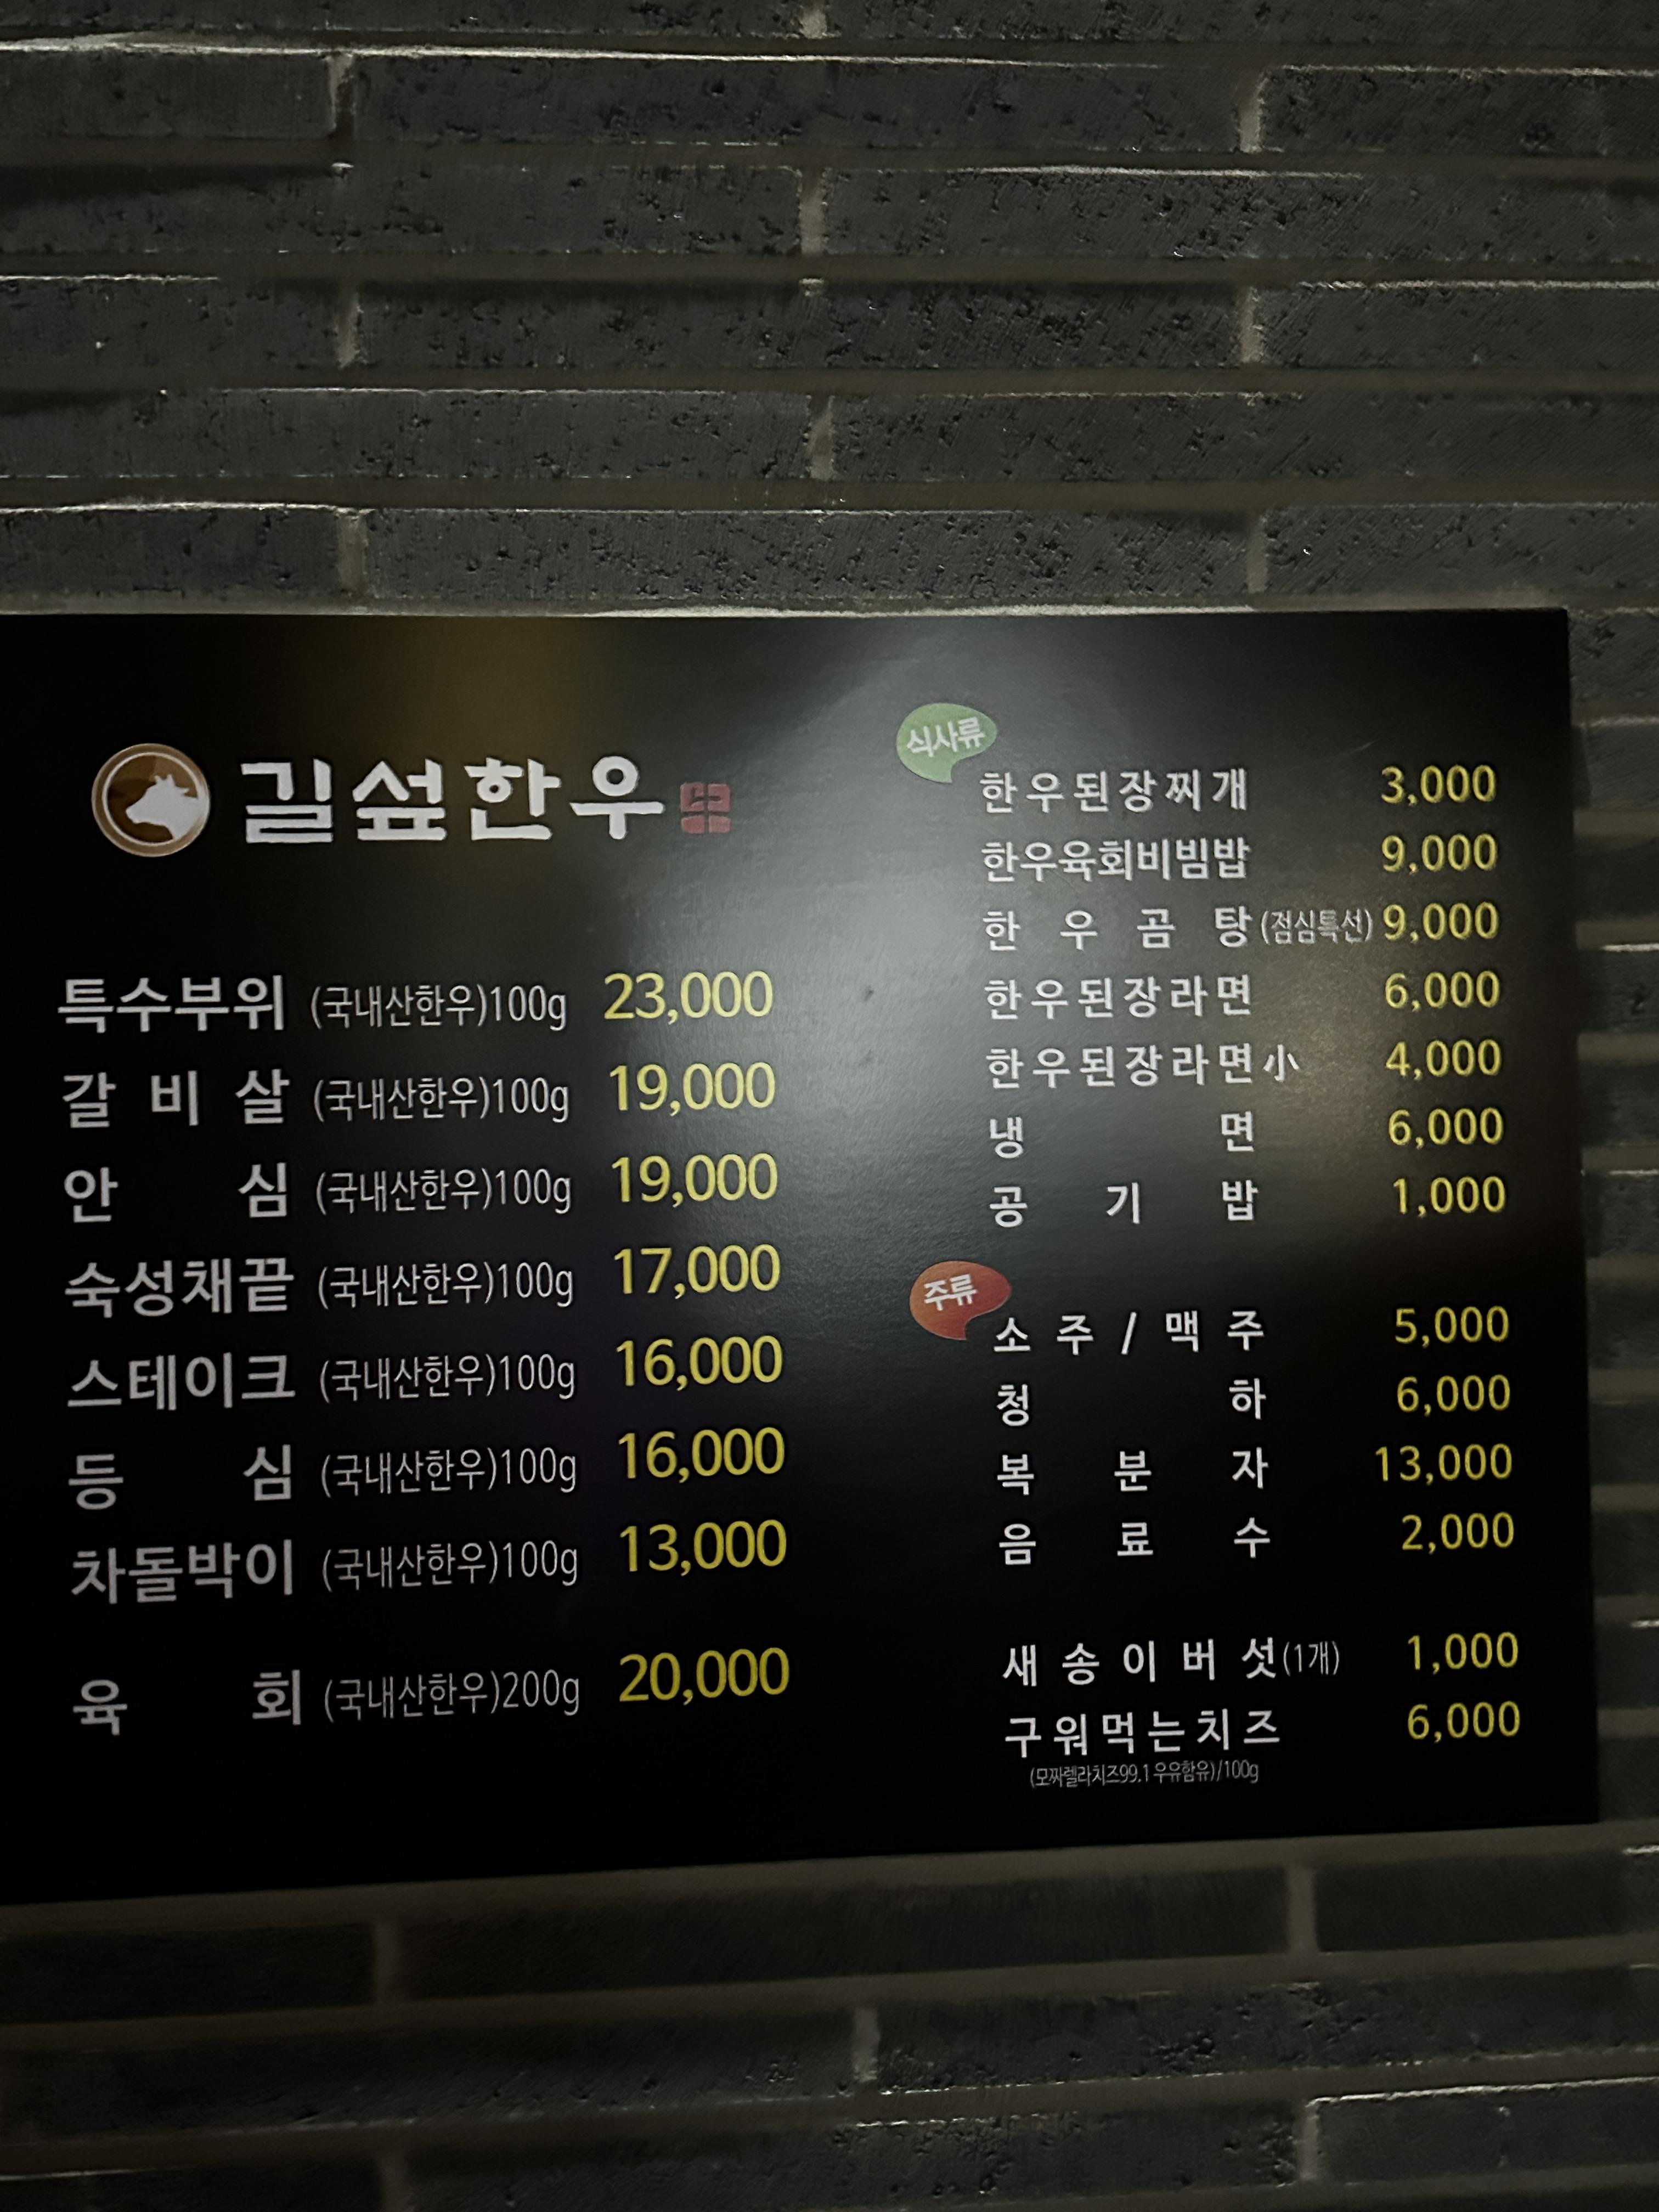 길섶한우
특수부위 (국내산한우)100g 23,000
갈비살 (국내산한우)100g 19,000
안심 (국내산한우)100g 19,000
숙성채끝 (국내산한우)100g 17,000
스테이크 (국내산한우)100g 16,000
등심 (국내산한우)100g 16,000
차돌박이 (국내산한우)100g 13,000
육회 (국내산한우)200g 20,000
식사류
한우된장찌개 3,000
한우육회비빔밥 9,000
한우곰탕(점심특선) 9,000
한우된장라면 6,000
한우된장라면小 4,000
냉면 6,000
공기밥 1,000
주류
소주/맥주 5,000
청하 6,000
복분자 13,000
음료수 2,000
새송이버섯(1개) 1,000
구워먹는치즈 6,000
(모짜렐라치즈99.1 우유함유)/100g